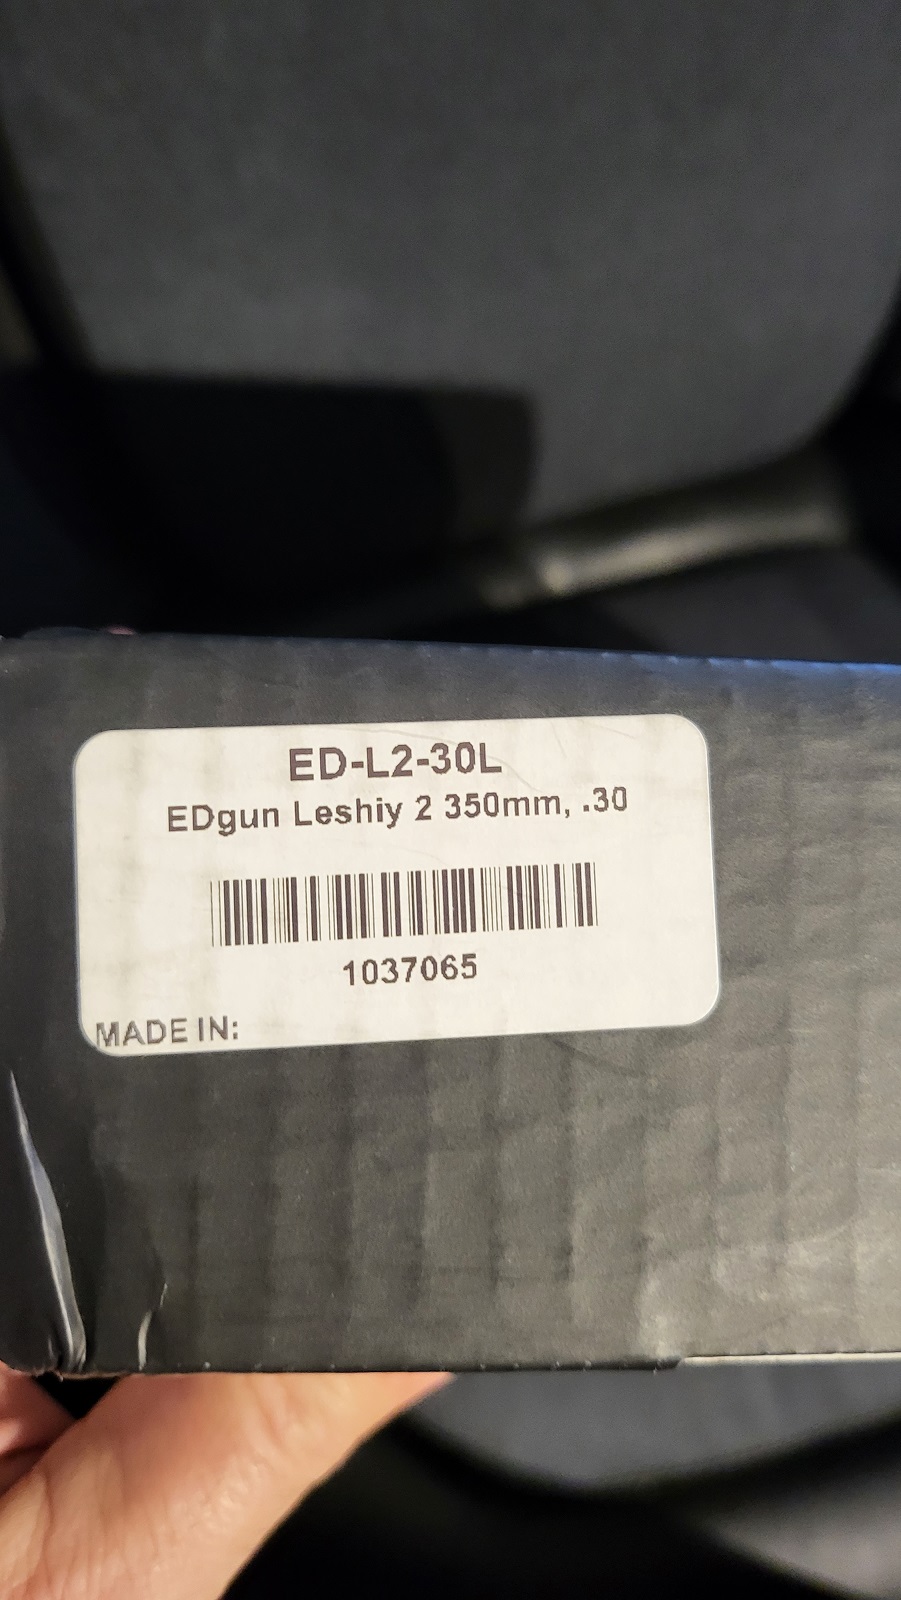 ED-L2-30L
EDgun Leshiy 2 350mm, .30
1037065
MADE IN: